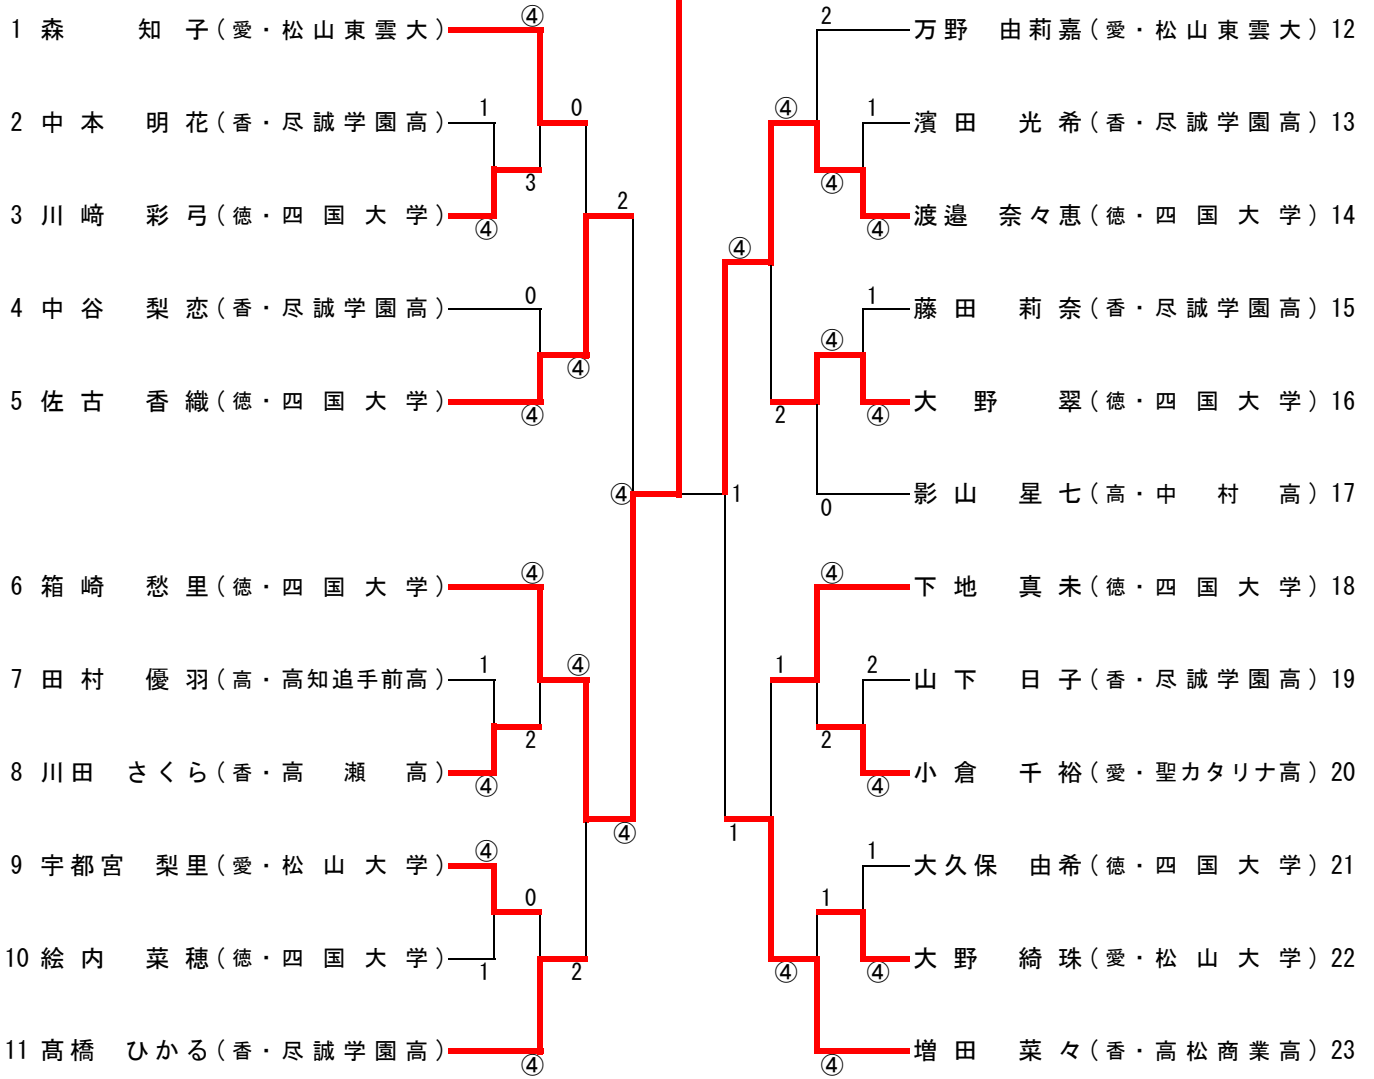 ④ 2
1 森 知 子 (愛・松山東雲大) 万野 由莉嘉 (愛・松山東雲大) 12
1 0 ④ 1
2 中 本 明 花 (香・尽誠学園高) 濱 田 光 希 (香・尽誠学園高) 13
3 ④
2
3 川 﨑 彩 弓 (徳・四国大学) 渡邉 奈々恵 (徳・四国大学) 14
④ ④
④
0 1
4 中 谷 梨 恋 (香・尽誠学園高) 藤 田 莉 奈 (香・尽誠学園高) 15
④ ④
5 佐 古 香 織 (徳・四国大学) 大 野 翠 (徳・四国大学) 16
④ 2 ④
④ 1 影 山 星 七 (高・中村高) 17
0
④ ④
6 箱 崎 愁 里 (徳・四国大学) 下 地 真 未 (徳・四国大学) 18
1 ④ 1 2
7 田 村 優 羽 (高・高知追手前高) 山 下 日 子 (香・尽誠学園高) 19
2 2
8 川田 さくら (香・高瀬高) 小 倉 千 裕 (愛・聖カタリナ高) 20
④ ④
④ 1
④ 1
9 宇都宮 梨里 (愛・松山大学) 大久保 由希 (徳・四国大学) 21
0 1
10 絵 内 菜 穂 (徳・四国大学) 大 野 綺 珠 (愛・松山大学) 22
1 2 ④ ④
11 髙橋 ひかる (香・尽誠学園高) 増 田 菜 々 (香・高松商業高) 23
④ ④